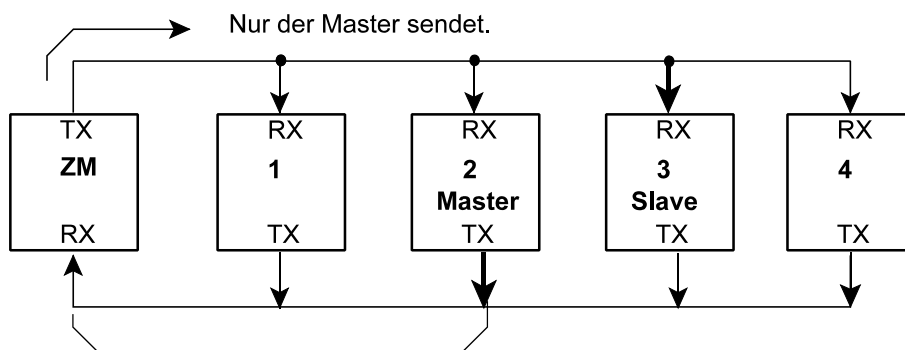 Nur der Master sendet.
TX RX RX RX RX
ZM 1 2 3 4
Master Slave
RX TX TX TX TX